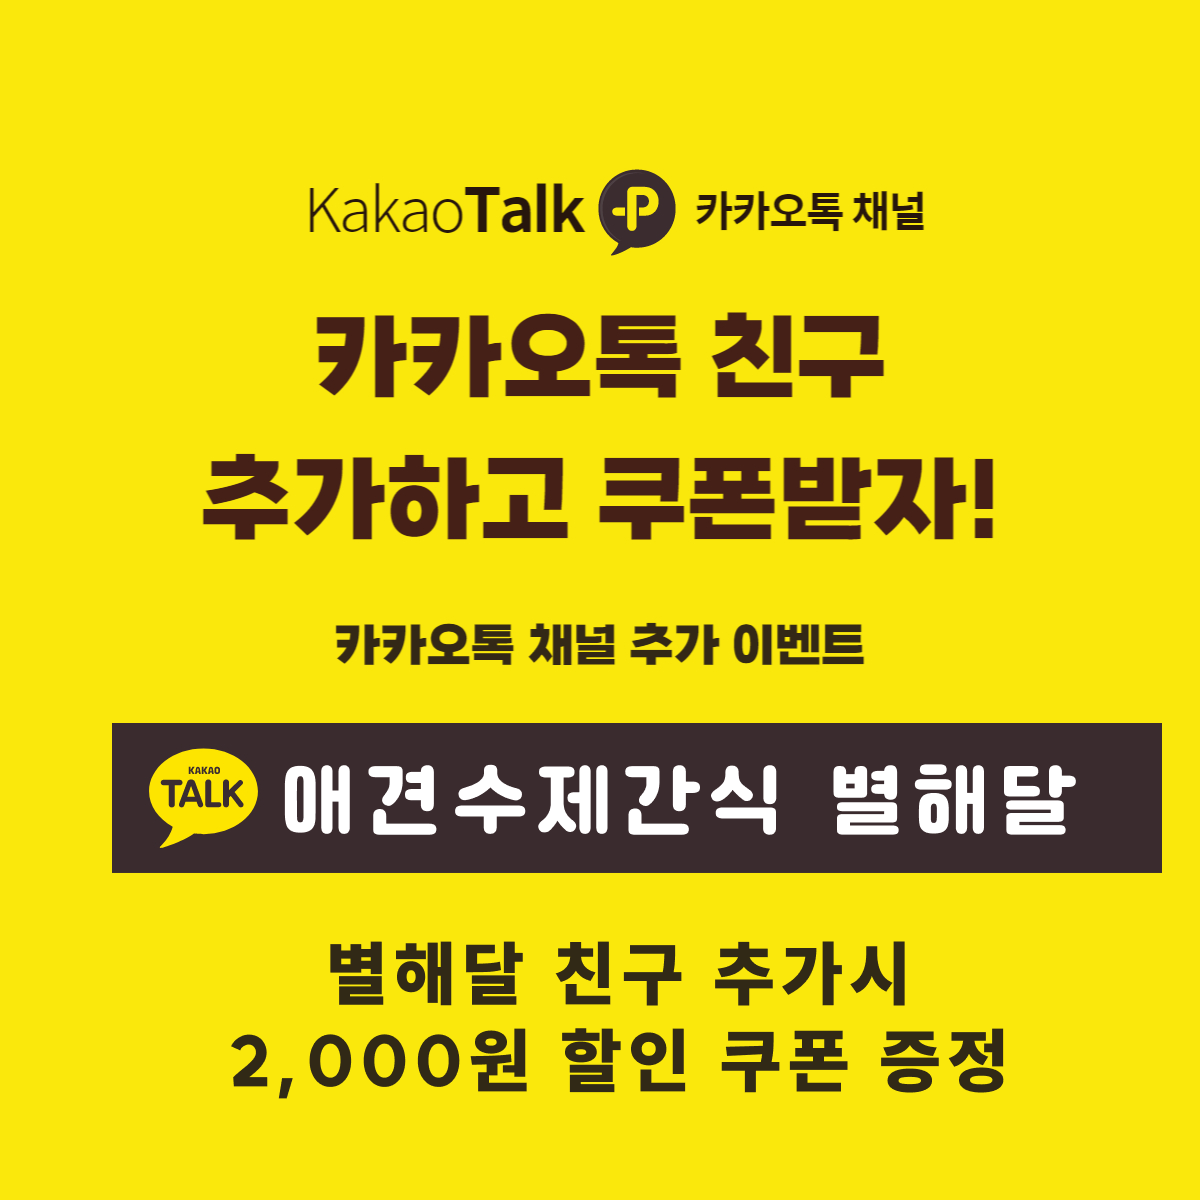 KakaoTalk P 카카오톡 채널
카카오톡 친구
추가하고 쿠폰받자!
카카오톡 채널 추가 이벤트
KAKAO
TALK 애견수제간식 별해달
별해달 친구 추가시
2,000원 할인 쿠폰 증정